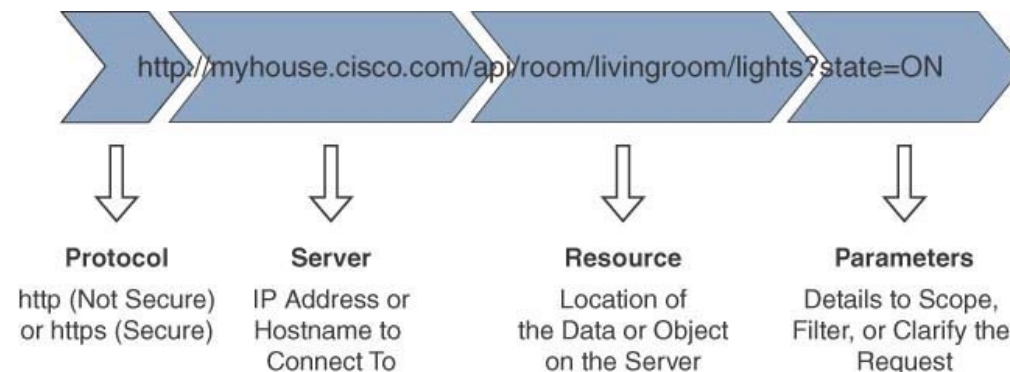 http://myhouse.cisco.com/api/room/livingroom/lights?state=ON
Protocol
http (Not Secure)
or https (Secure)
Server
IP Address or
Hostname to
Connect To
Resource
Location of
the Data or Object
on the Server
Parameters
Details to Scope,
Filter, or Clarify the
Request